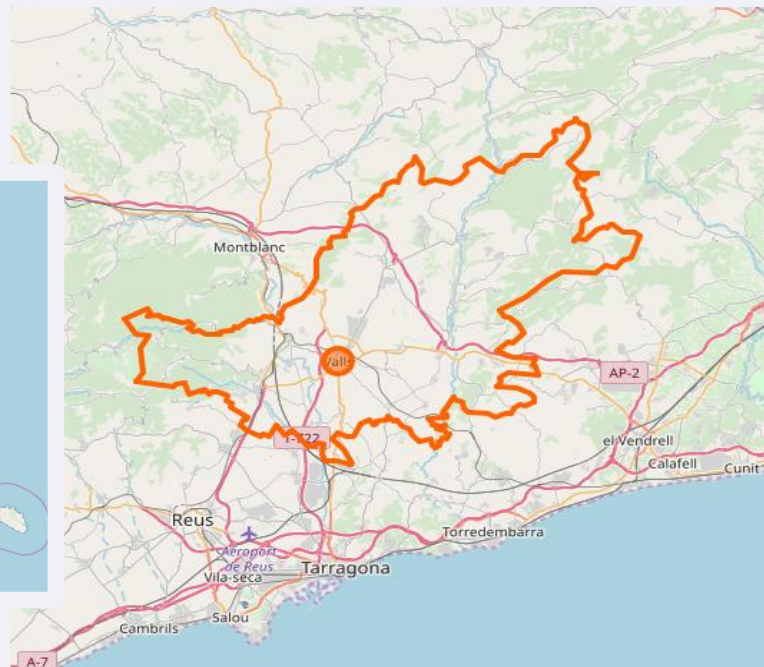 Montblanc
Valls
AP-2
T-722
el Vendrell
Calafell
Cunit
Reus
Torredembarra
Aeroport
de Reus
Tarragona
Vila-seca
Salou
Cambrils
A-7